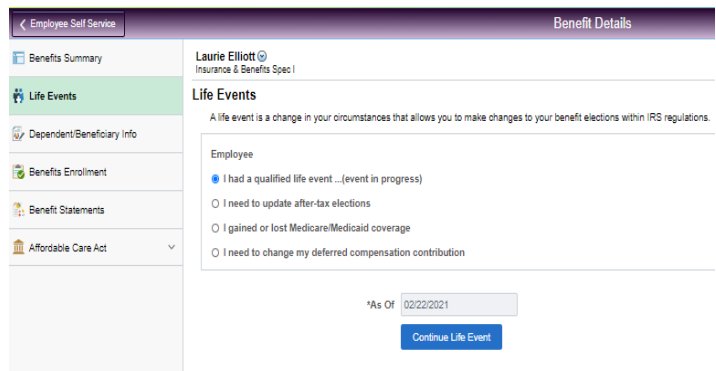 Employee Self Service
Benefit Details
Benefits Summary
Life Events
Dependent/Beneficiary Info
Benefits Enrollment
Benefit Statements
Affordable Care Act
Laurie Elliott
Insurance & Benefits Spec I
Life Events
A life event is a change in your circumstances that allows you to make changes to your benefit elections within IRS regulations.
Employee
I had a qualified life event ...(event in progress)
I need to update after-tax elections
I gained or lost Medicare/Medicaid coverage
I need to change my deferred compensation contribution
*As Of 02/22/2021
Continue Life Event